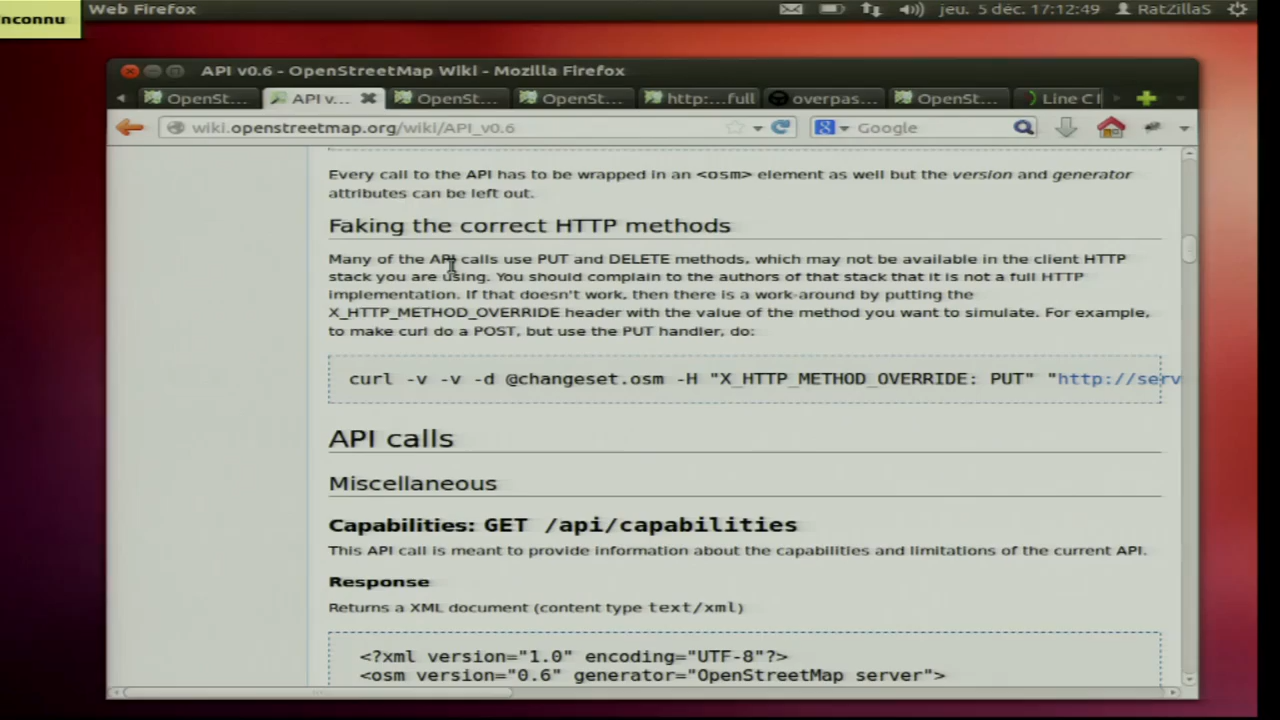 nconnu
Web Firefox
jeu. 5 déc. 17:12:49 RatZillaS
API v0.6 - OpenStreetMap Wiki - Mozilla Firefox
OpenSt... API v... OpenSt... OpenSt... http:...full overpas... OpenSt... Line C
wiki.openstreetmap.org/wiki/API_v0.6 Google
Every call to the API has to be wrapped in an <osm> element as well but the version and generator
attributes can be left out.
Faking the correct HTTP methods
Many of the API calls use PUT and DELETE methods, which may not be available in the client HTTP
stack you are using. You should complain to the authors of that stack that it is not a full HTTP
implementation. If that doesn't work, then there is a work-around by putting the
X_HTTP_METHOD_OVERRIDE header with the value of the method you want to simulate. For example,
to make curl do a POST, but use the PUT handler, do:
curl -v -v -d @changeset.osm -H "X_HTTP_METHOD_OVERRIDE: PUT" "http://serv
API calls
Miscellaneous
Capabilities: GET /api/capabilities
This API call is meant to provide information about the capabilities and limitations of the current API.
Response
Returns a XML document (content type text/xml)
<?xml version="1.0" encoding="UTF-8"?>
<osm version="0.6" generator="OpenStreetMap server">